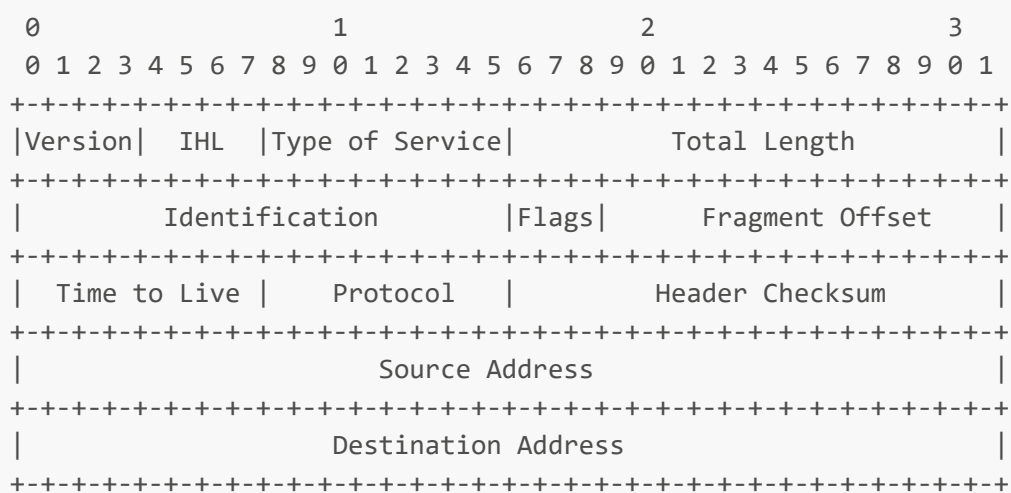 0                   1                   2                   3
 0 1 2 3 4 5 6 7 8 9 0 1 2 3 4 5 6 7 8 9 0 1 2 3 4 5 6 7 8 9 0 1
+-+-+-+-+-+-+-+-+-+-+-+-+-+-+-+-+-+-+-+-+-+-+-+-+-+-+-+-+-+-+-+-+
|Version|  IHL  |Type of Service|          Total Length         |
+-+-+-+-+-+-+-+-+-+-+-+-+-+-+-+-+-+-+-+-+-+-+-+-+-+-+-+-+-+-+-+-+
|         Identification        |Flags|      Fragment Offset    |
+-+-+-+-+-+-+-+-+-+-+-+-+-+-+-+-+-+-+-+-+-+-+-+-+-+-+-+-+-+-+-+-+
|  Time to Live |    Protocol   |         Header Checksum       |
+-+-+-+-+-+-+-+-+-+-+-+-+-+-+-+-+-+-+-+-+-+-+-+-+-+-+-+-+-+-+-+-+
|                       Source Address                          |
+-+-+-+-+-+-+-+-+-+-+-+-+-+-+-+-+-+-+-+-+-+-+-+-+-+-+-+-+-+-+-+-+
|                    Destination Address                        |
+-+-+-+-+-+-+-+-+-+-+-+-+-+-+-+-+-+-+-+-+-+-+-+-+-+-+-+-+-+-+-+-+